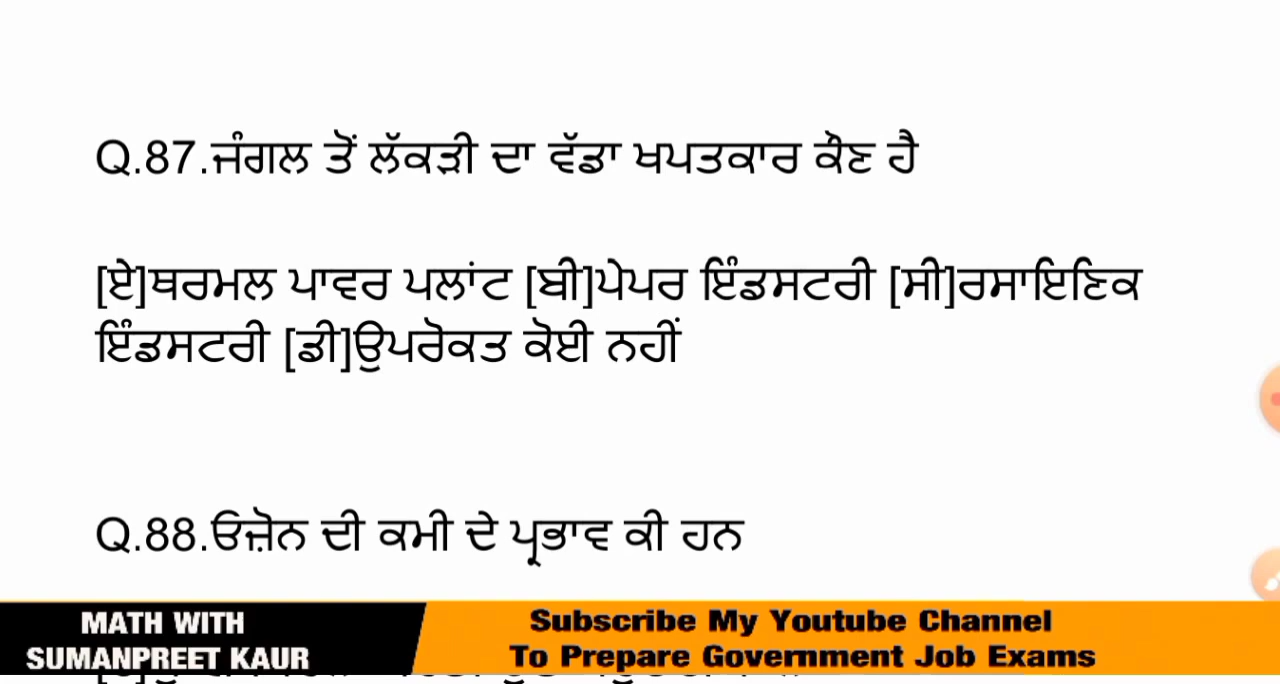 Q.87.ਜੰਗਲ ਤੋਂ ਲੱਕੜੀ ਦਾ ਵੱਡਾ ਖਪਤਕਾਰ ਕੌਣ ਹੈ
[ਏ]ਥਰਮਲ ਪਾਵਰ ਪਲਾਂਟ [ਬੀ]ਪੇਪਰ ਇੰਡਸਟਰੀ [ਸੀ]ਰਸਾਇਣਿਕ
ਇੰਡਸਟਰੀ [ਡੀ]ਉਪਰੋਕਤ ਕੋਈ ਨਹੀਂ
Q.88.ਓਜ਼ੋਨ ਦੀ ਕਮੀ ਦੇ ਪ੍ਰਭਾਵ ਕੀ ਹਨ
MATH WITH
SUMANPREET KAUR
Subscribe My Youtube Channel
To Prepare Government Job Exams